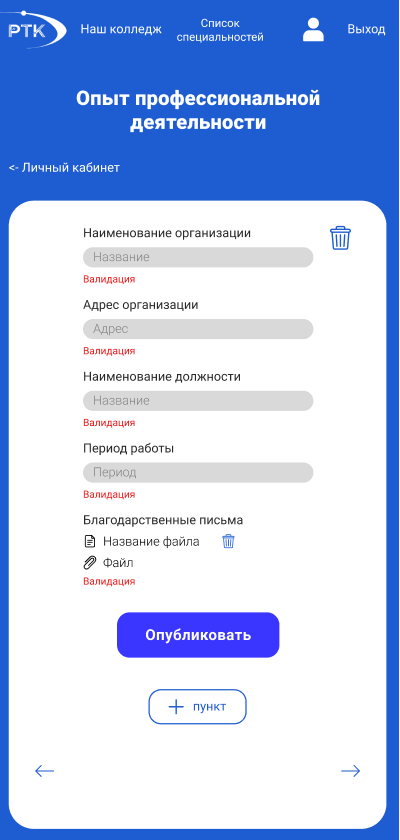 РТК
Наш колледж
Список
специальностей
Выход
Опыт профессиональной
деятельности
<- Личный кабинет
Наименование организации
Название
Валидация
Адрес организации
Адрес
Валидация
Наименование должности
Название
Валидация
Период работы
Период
Валидация
Благодарственные письма
Название файла
Файл
Валидация
Опубликовать
пункт